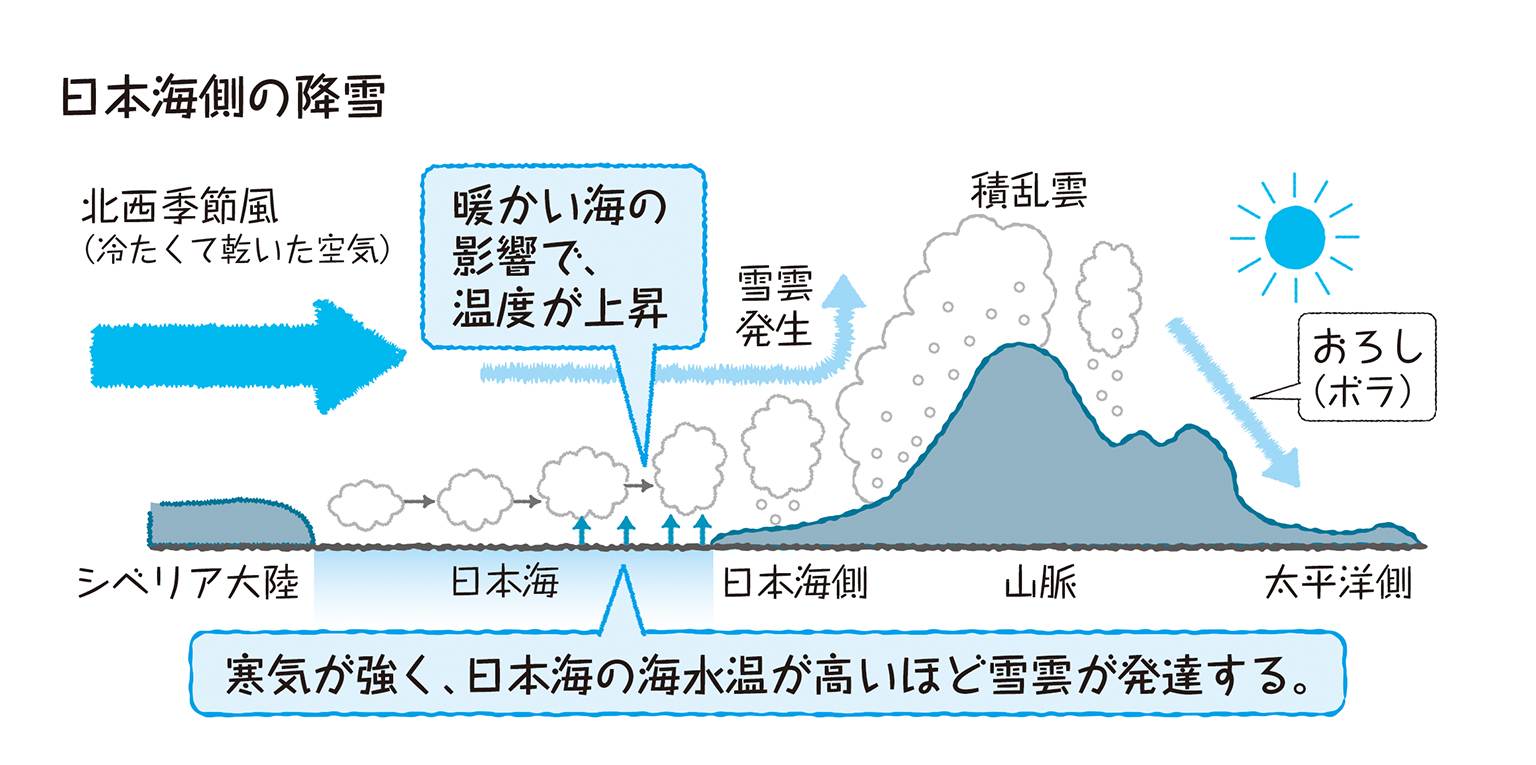 日本海側の降雪
北西季節風
（冷たくて乾いた空気）
暖かい海の
影響で、
温度が上昇
雪雲
発生
積乱雲
おろし
（ボラ）
シベリア大陸
日本海
日本海側
山脈
太平洋側
寒気が強く、日本海の海水温が高いほど雪雲が発達する。